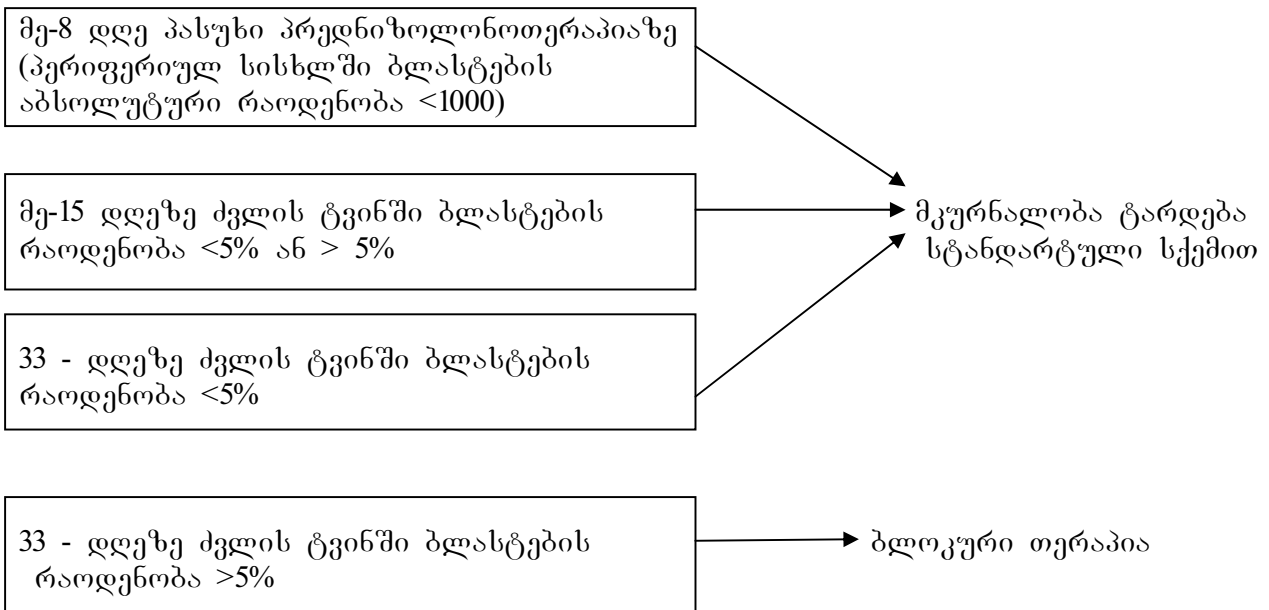 მე-8 დღე პასუხი პრედნიზოლონოთერაპიაზე
(პერიფერიულ სისხლში ბლასტების
აბსოლუტური რაოდენობა <1000)
მე-15 დღეზე ძვლის ტვინში ბლასტების
რაოდენობა <5% ან > 5%
მკურნალობა ტარდება
სტანდარტული სქემით
33 - დღეზე ძვლის ტვინში ბლასტების
რაოდენობა <5%
33 - დღეზე ძვლის ტვინში ბლასტების
რაოდენობა >5%
ბლოკური თერაპია